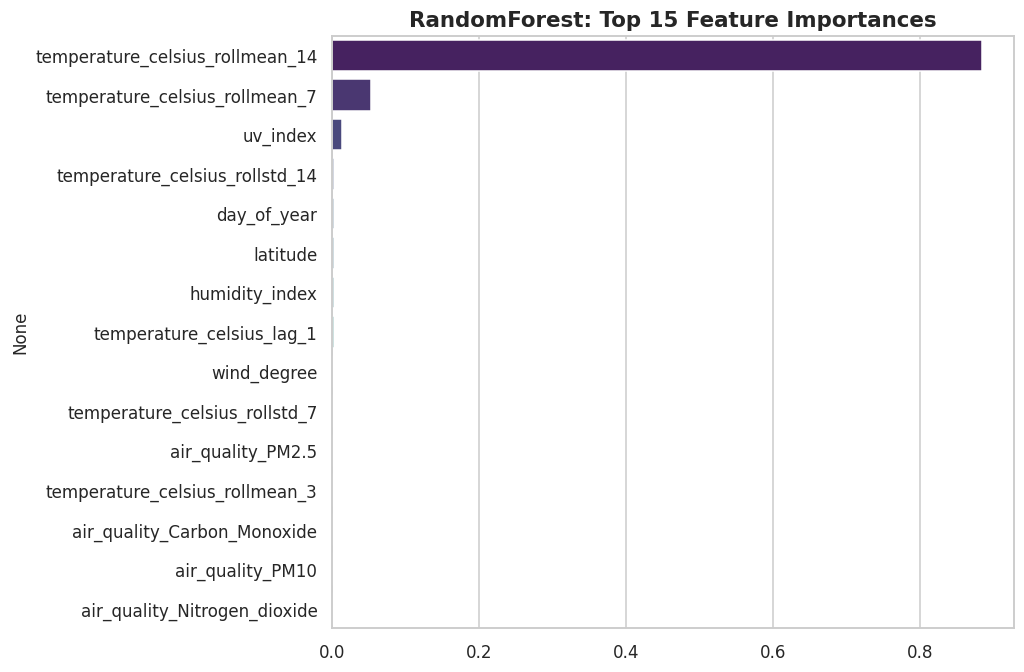 RandomForest: Top 15 Feature Importances
temperature_celsius_rollmean_14
temperature_celsius_rollmean_7
uv_index
temperature_celsius_rollstd_14
day_of_year
latitude
humidity_index
temperature_celsius_lag_1
wind_degree
temperature_celsius_rollstd_7
air_quality_PM2.5
temperature_celsius_rollmean_3
air_quality_Carbon_Monoxide
air_quality_PM10
air_quality_Nitrogen_dioxide
None
0.0 0.2 0.4 0.6 0.8